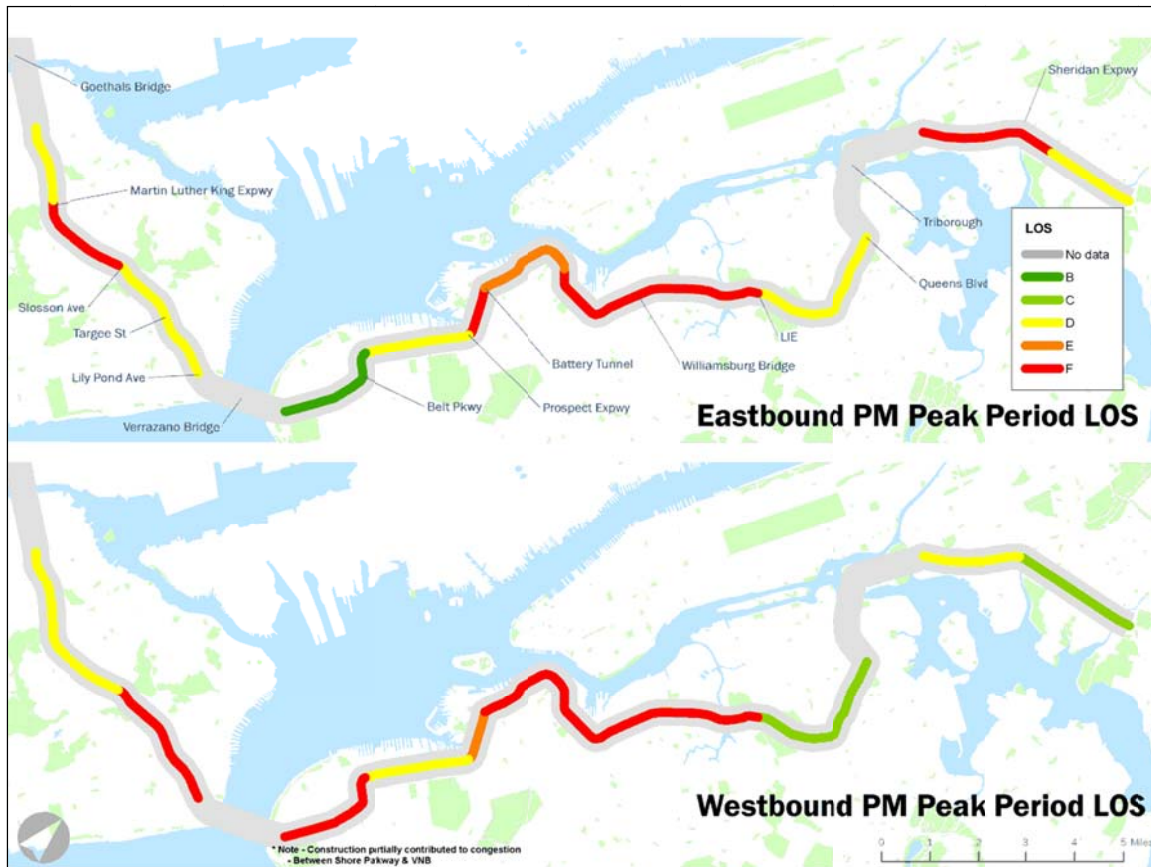 Goethals Bridge
Sheridan Expwy
Martin Luther King Expwy
Triborough
LOS
No data
B
C
D
E
F
Slosson Ave
Queens Blvd
Targee St
LIE
Battery Tunnel
Williamsburg Bridge
Lily Pond Ave
Belt Pkwy
Prospect Expwy
Verrazano Bridge
Eastbound PM Peak Period LOS
Westbound PM Peak Period LOS
* Note - Construction partially contributed to congestion
- Between Shore Pakway & VNB
0 1 2 3 4 5 Miles